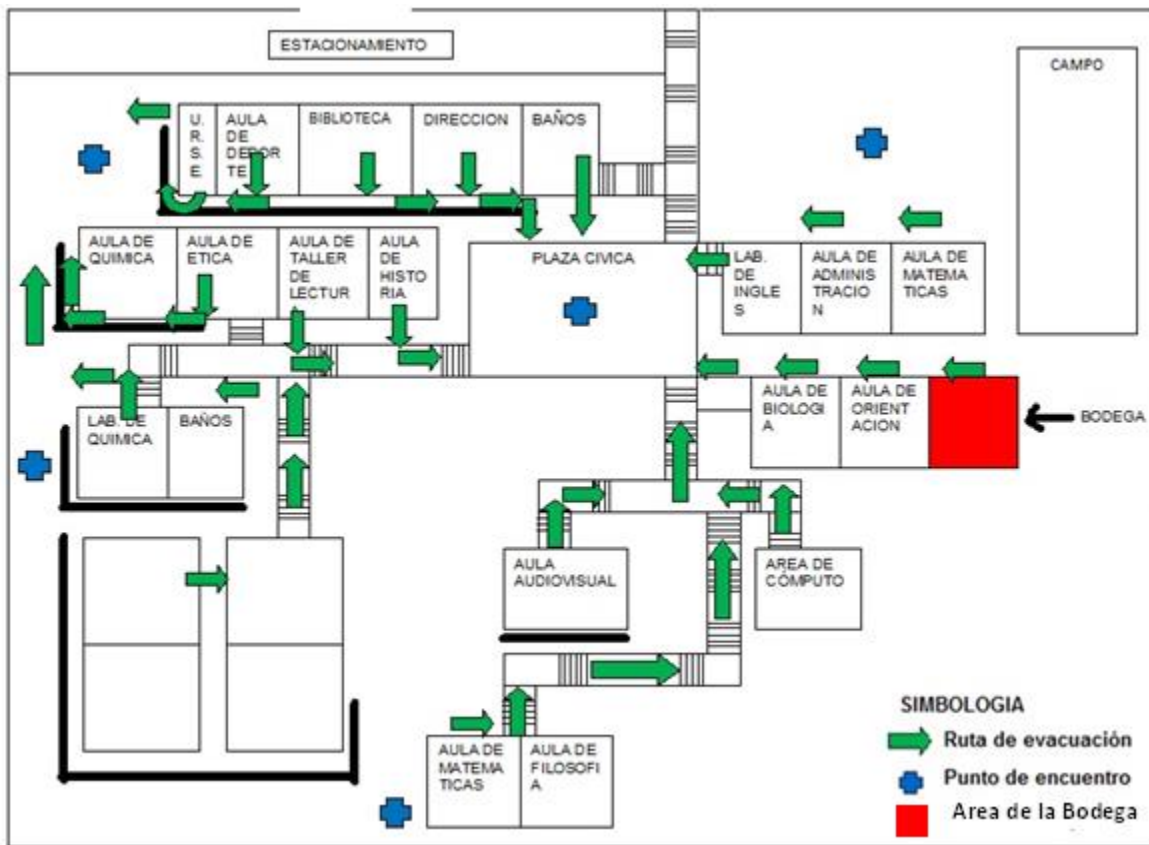 ESTACIONAMIENTO
CAMPO
U.
R.
S.
E.
AULA
DE
DEPORTE
TE
BIBLIOTECA
DIRECCION
BAÑOS
AULA DE
QUIMICA
AULA DE
ETICA
AULA DE
TALLER
DE
LECTUR
AULA
DE
HISTO
RIA
PLAZA CIVICA
LAB.
DE
INGLE
S
AULA
DE
ADMINIS
TRACIO
N
AULA DE
MATEMA
TICAS
LAB. DE
QUIMICA
BAÑOS
AULA DE
BIOLOGI
A
AULA DE
ORIENT
ACION
BODEGA
AULA
AUDIOVISUAL
AREA DE
CÓMPUTO
AULA DE
MATEMA
TICAS
AULA DE
FILOSOFI
A
SIMBOLOGIA
Ruta de evacuación
Punto de encuentro
Area de la Bodega